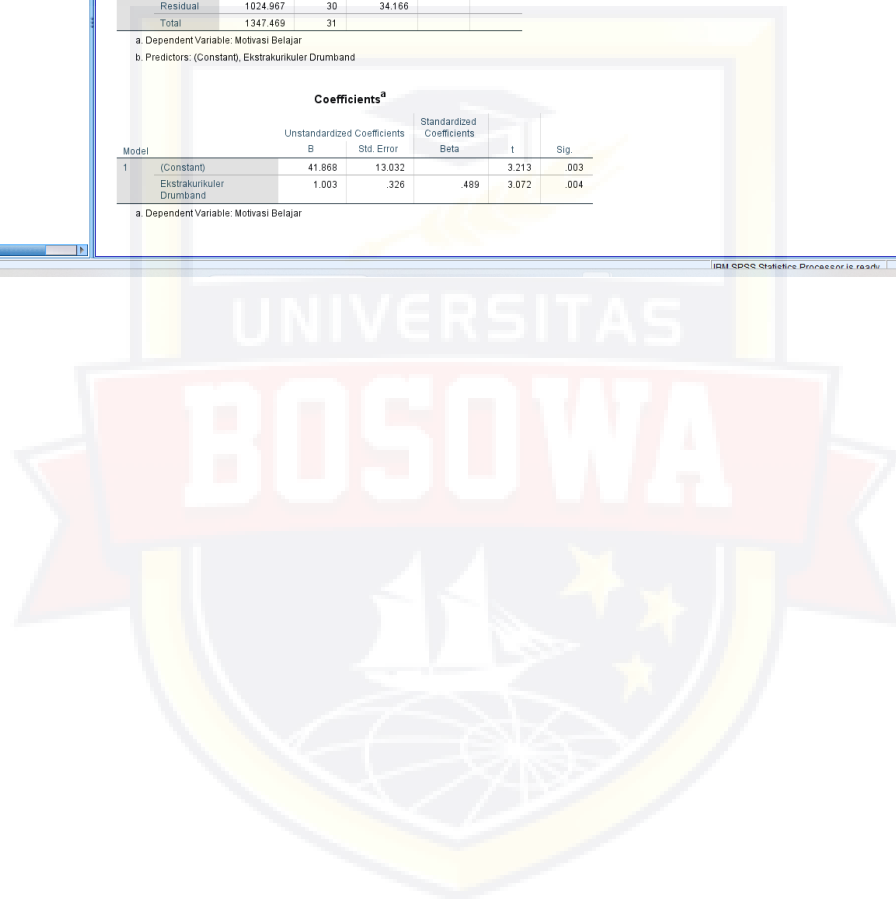 Residual 1024.967 30 34.166
Total 1347.469 31
a. Dependent Variable: Motivasi Belajar
b. Predictors: (Constant), Ekstrakurikuler Drumband
Coefficientsa
Standardized
Unstandardized Coefficients Coefficients
Model B Std. Error Beta t Sig.
1 (Constant) 41.868 13.032 3.213 .003
Ekstrakurikuler 1.003 .326 .489 3.072 .004
Drumband
a. Dependent Variable: Motivasi Belajar
IBM SPSS Statistics Processor is ready
UNIVERSITAS
BOSOWA